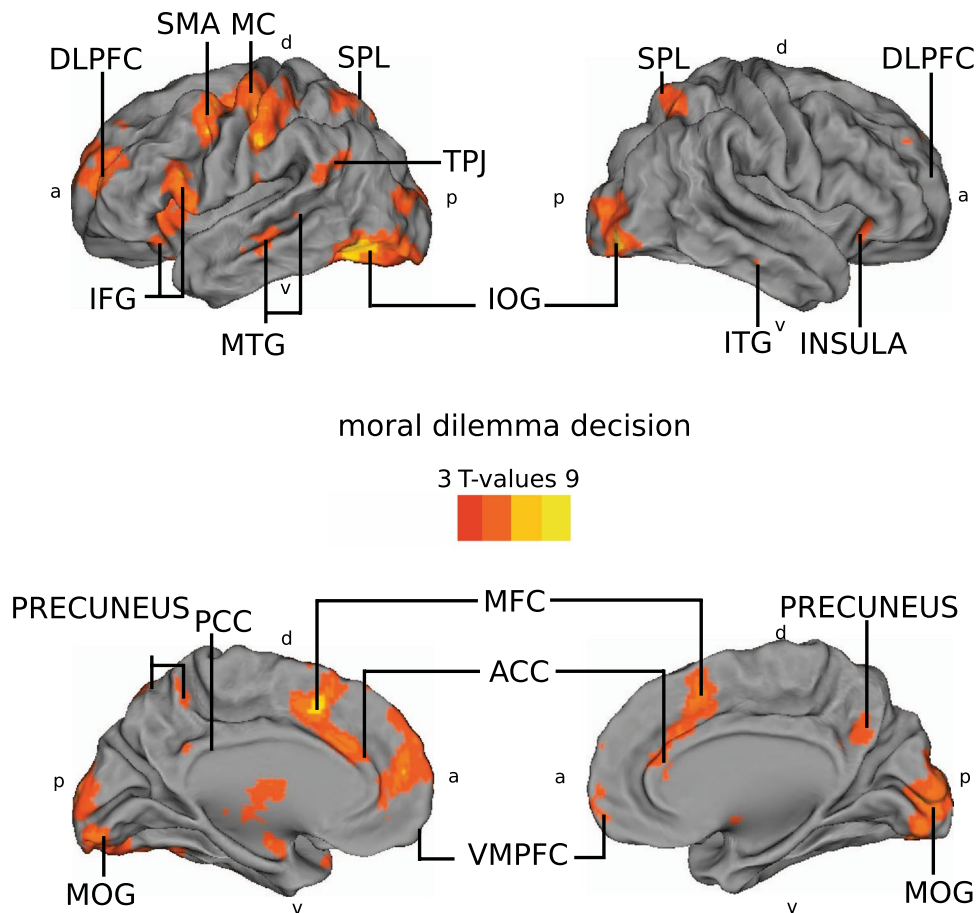 SMA MC
d
d
DLPFC
SPL
SPL
DLPFC
TPJ
a
p
p
a
IFG
v
IOG
MTG
ITG
v
INSULA
moral dilemma decision
3 T-values 9
PRECUNEUS
PCC
MFC
PRECUNEUS
d
d
ACC
p
a
a
p
VMPFC
MOG
MOG
v
v